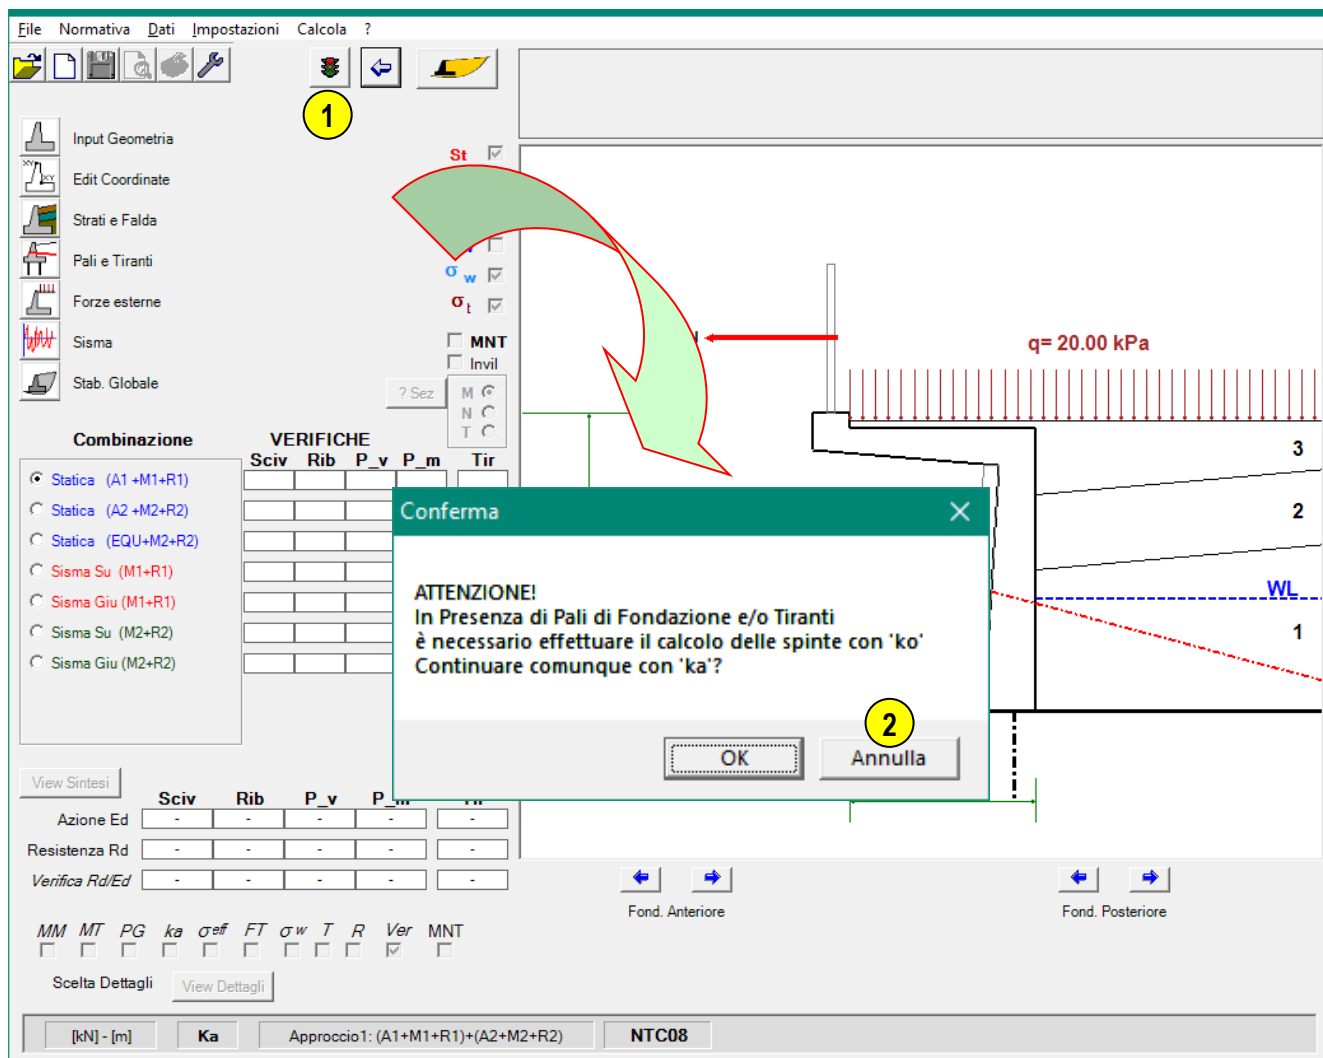 File Normativa Dati Impostazioni Calcola ?
1
Input Geometria
Edit Coordinate
Strati e Falda
Pali e Tiranti
Forze esterne
Sisma
Stab. Globale
St
σ w
σ t
MNT
Invil
? Sez
M
N
T
q= 20.00 kPa
3
2
WL
1
Combinazione VERIFICHE
Sciv Rib P_v P_m Tir
Statica (A1 +M1+R1)
Statica (A2 +M2+R2)
Statica (EQU+M2+R2)
Sisma Su (M1+R1)
Sisma Giu (M1+R1)
Sisma Su (M2+R2)
Sisma Giu (M2+R2)
Conferma
ATTENZIONE!
In Presenza di Pali di Fondazione e/o Tiranti
è necessario effettuare il calcolo delle spinte con 'ko'
Continuare comunque con 'ka'?
2
OK Annulla
View Sintesi
Sciv Rib P_v
Azione Ed - - - - -
Resistenza Rd - - - - -
Verifica Rd/Ed - - - - -
Fond. Anteriore Fond. Posteriore
MM MT PG ka σeff FT σw T R Ver MNT
Scelta Dettagli View Dettagli
[kN] - [m] Ka Approccio1: (A1+M1+R1)+(A2+M2+R2) NTC08